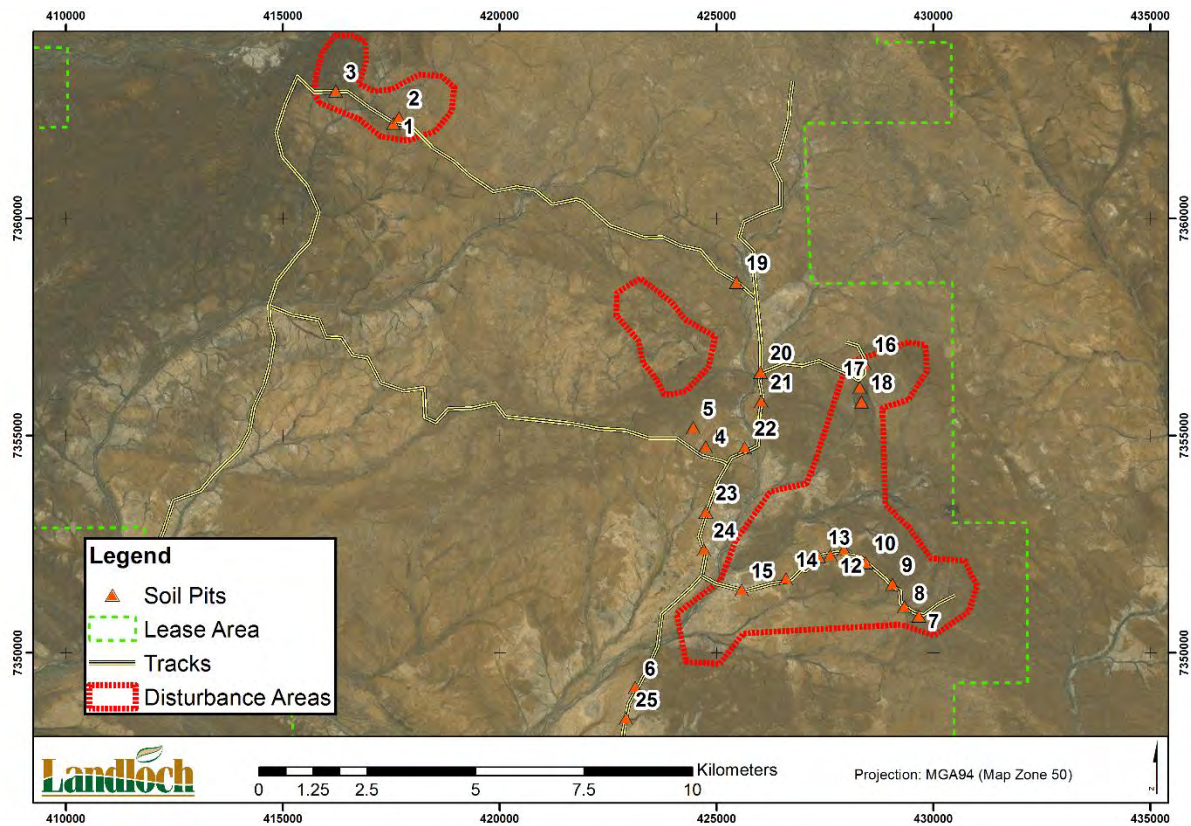 410000 415000 420000 425000 430000 435000
3
2
1
7360000 7360000
19
20
16
17
21
18
5
22
4
7355000 7355000
23
24
13
10
14
12
9
15
8
7
6
7350000 7350000
25
Legend
Soil Pits
Lease Area
Tracks
Disturbance Areas
Landloch
Kilometers
0 1.25 2.5 5 7.5 10
Projection: MGA94 (Map Zone 50)
N
410000 415000 420000 425000 430000 435000